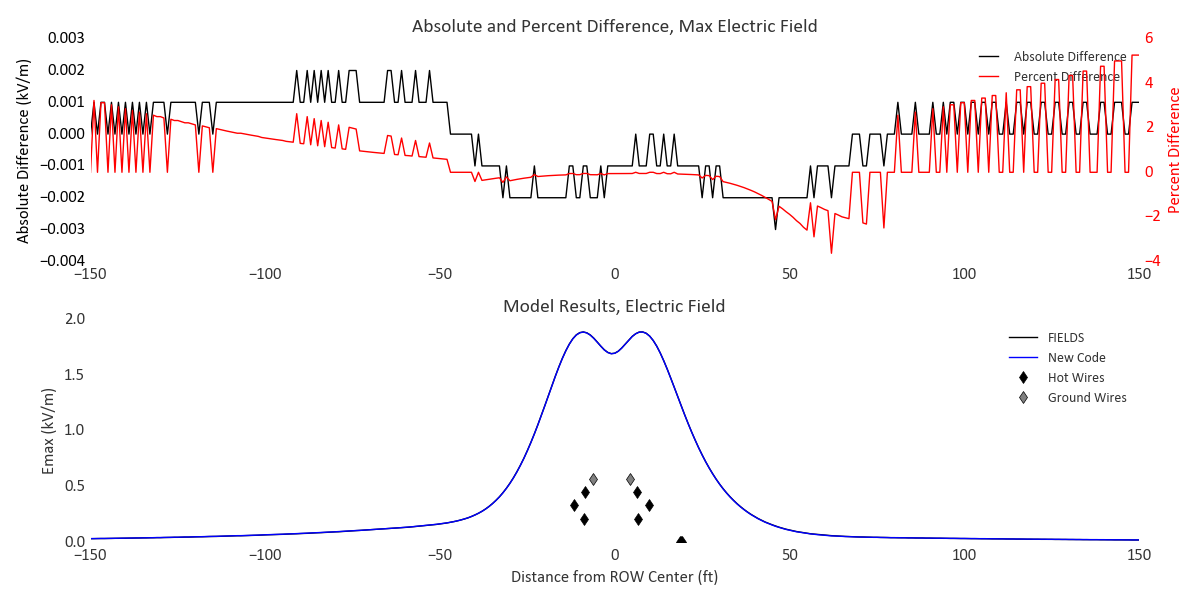 Absolute and Percent Difference, Max Electric Field
0.003
0.002
0.001
0.000
−0.001
−0.002
−0.003
−0.004
Absolute Difference (kV/m)
Absolute Difference
Percent Difference
6
4
2
0
−2
−4
Percent Difference
−150 −100 −50 0 50 100 150
Model Results, Electric Field
2.0
1.5
1.0
0.5
0.0
Emax (kV/m)
FIELDS
New Code
Hot Wires
Ground Wires
−150 −100 −50 0 50 100 150
Distance from ROW Center (ft)